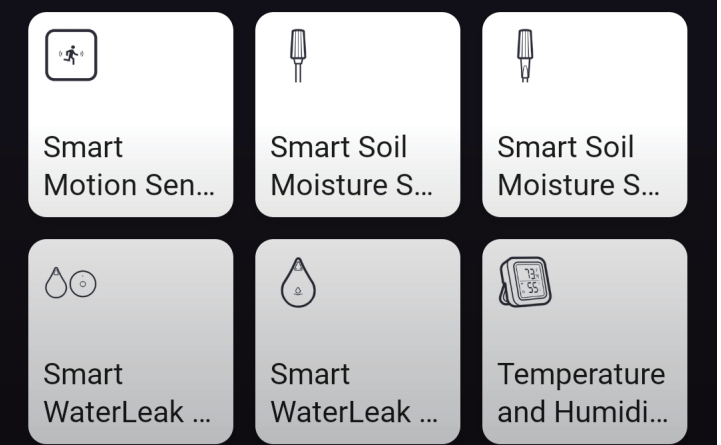 Smart
Motion Sen...
Smart Soil
Moisture S...
Smart Soil
Moisture S...
Smart
WaterLeak ...
Smart
WaterLeak ...
73
55
Temperature
and Humidi...